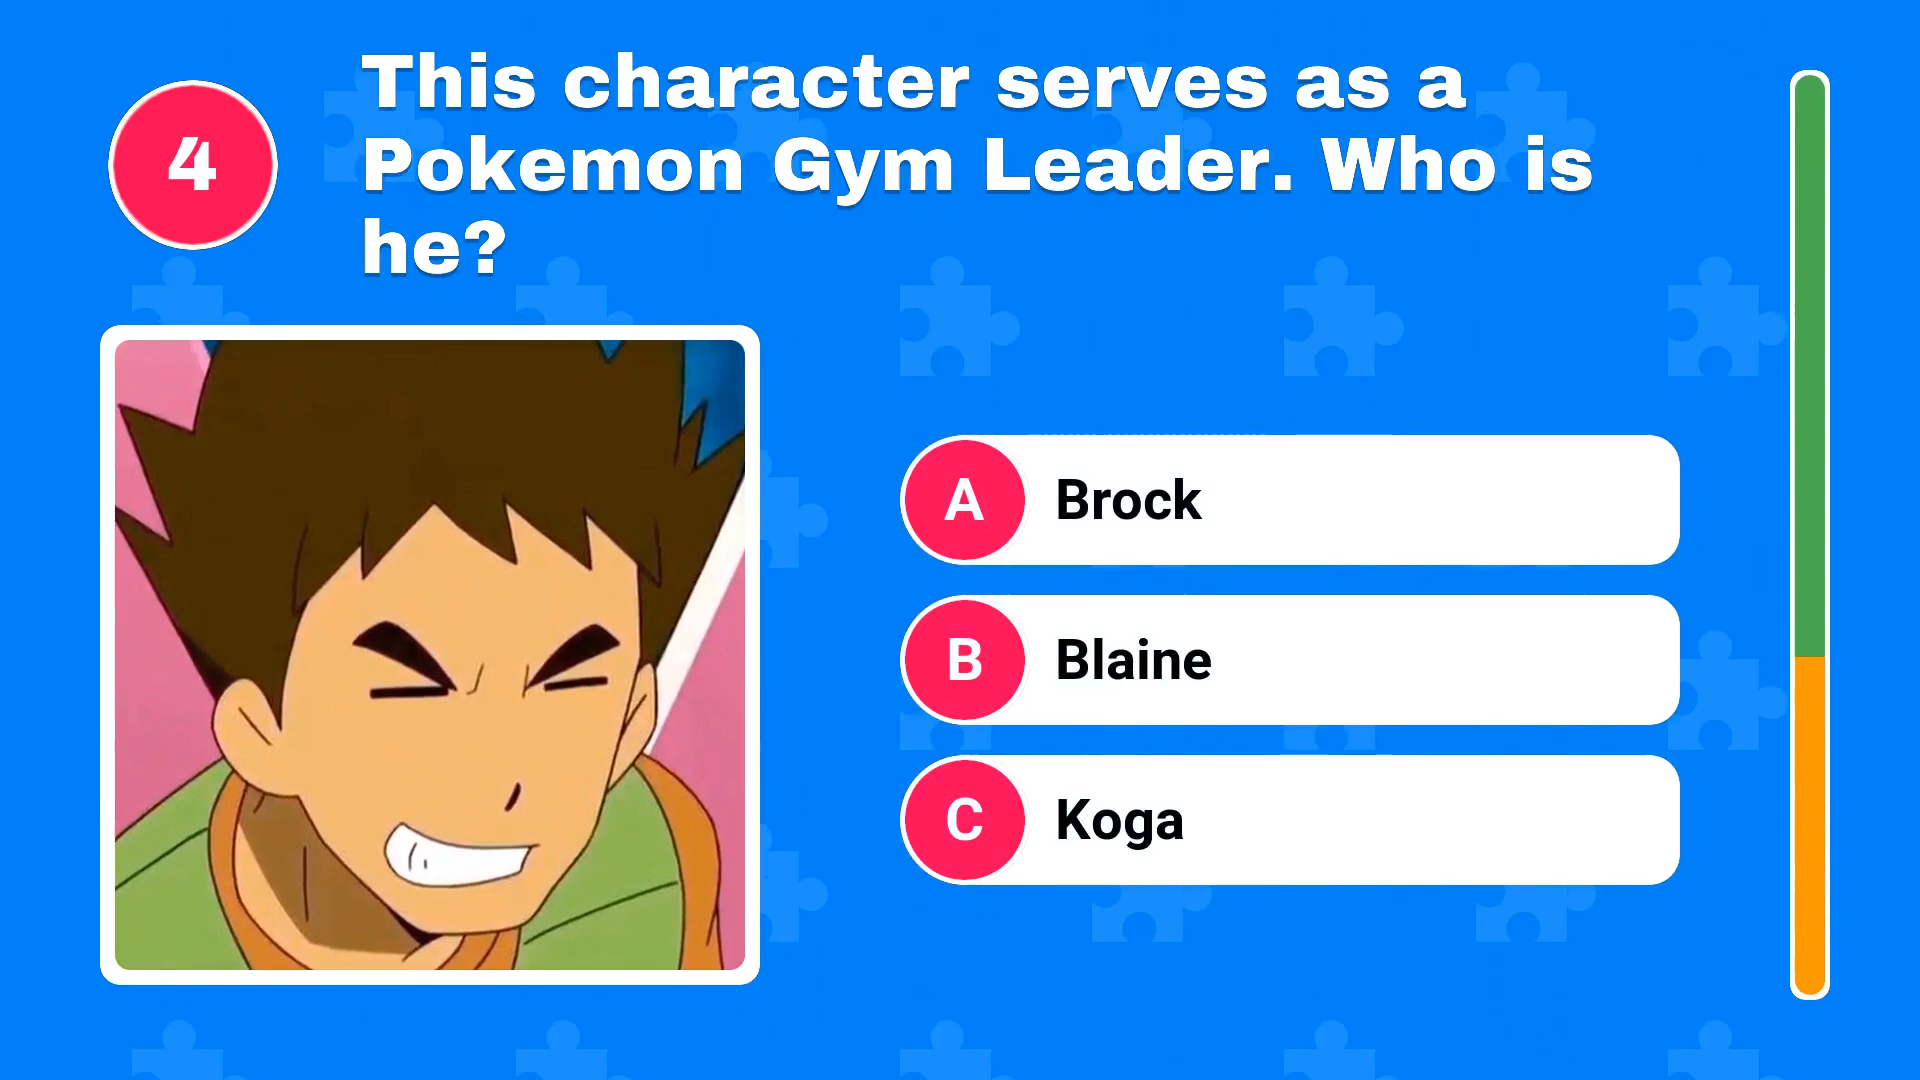 4
This character serves as a
Pokemon Gym Leader. Who is
he?
A Brock
B Blaine
C Koga